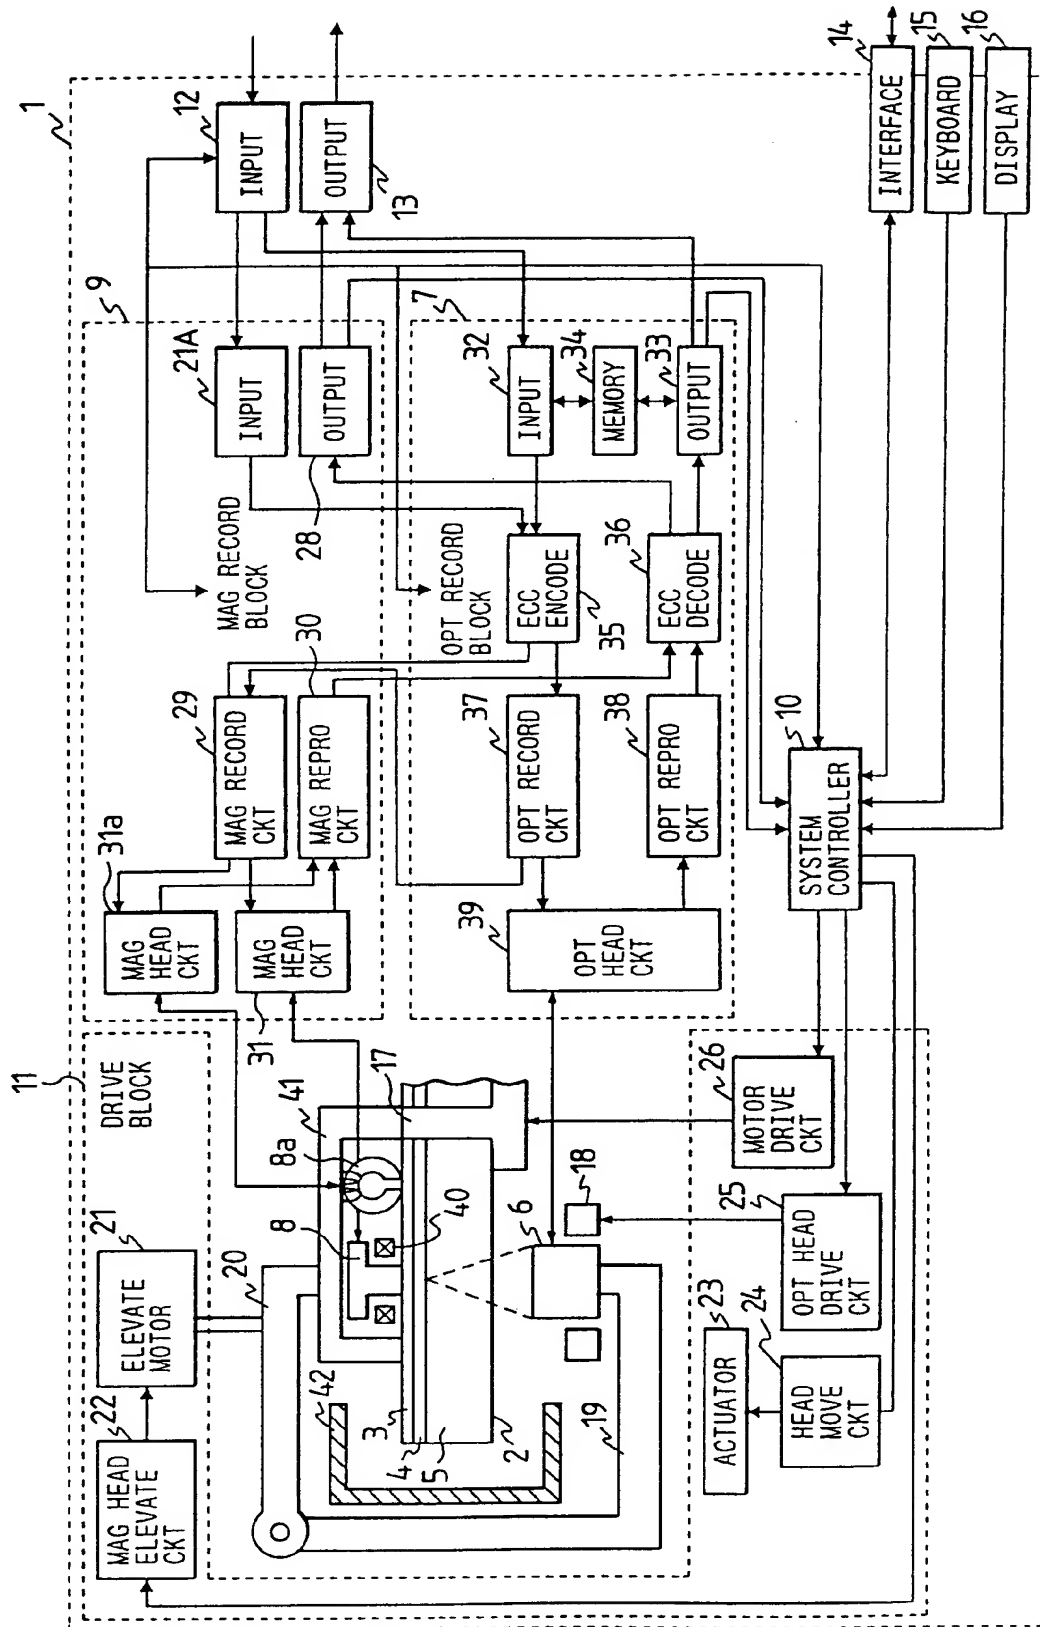 1
11
DRIVE
BLOCK
22
MAG HEAD
ELEVATE
CKT
21
ELEVATE
MOTOR
20
31a
MAG
HEAD
CKT
31
MAG
HEAD
CKT
29
MAG RECORD
CKT
30
MAG REPRO
CKT
MAG RECORD
BLOCK
9
21A
INPUT
28
OUTPUT
12
INPUT
OUTPUT
13
41
17
8a
8
40
42
3
4
5
2
6
18
19
39
OPT
HEAD
CKT
37
OPT RECORD
CKT
38
OPT REPRO
CKT
OPT RECORD
BLOCK
ECC
ENCODE
35
36
ECC
DECODE
7
32
INPUT
34
MEMORY
33
OUTPUT
23
ACTUATOR
24
HEAD
MOVE
CKT
25
OPT HEAD
DRIVE
CKT
26
MOTOR
DRIVE
CKT
10
SYSTEM
CONTROLLER
14
INTERFACE
15
KEYBOARD
16
DISPLAY